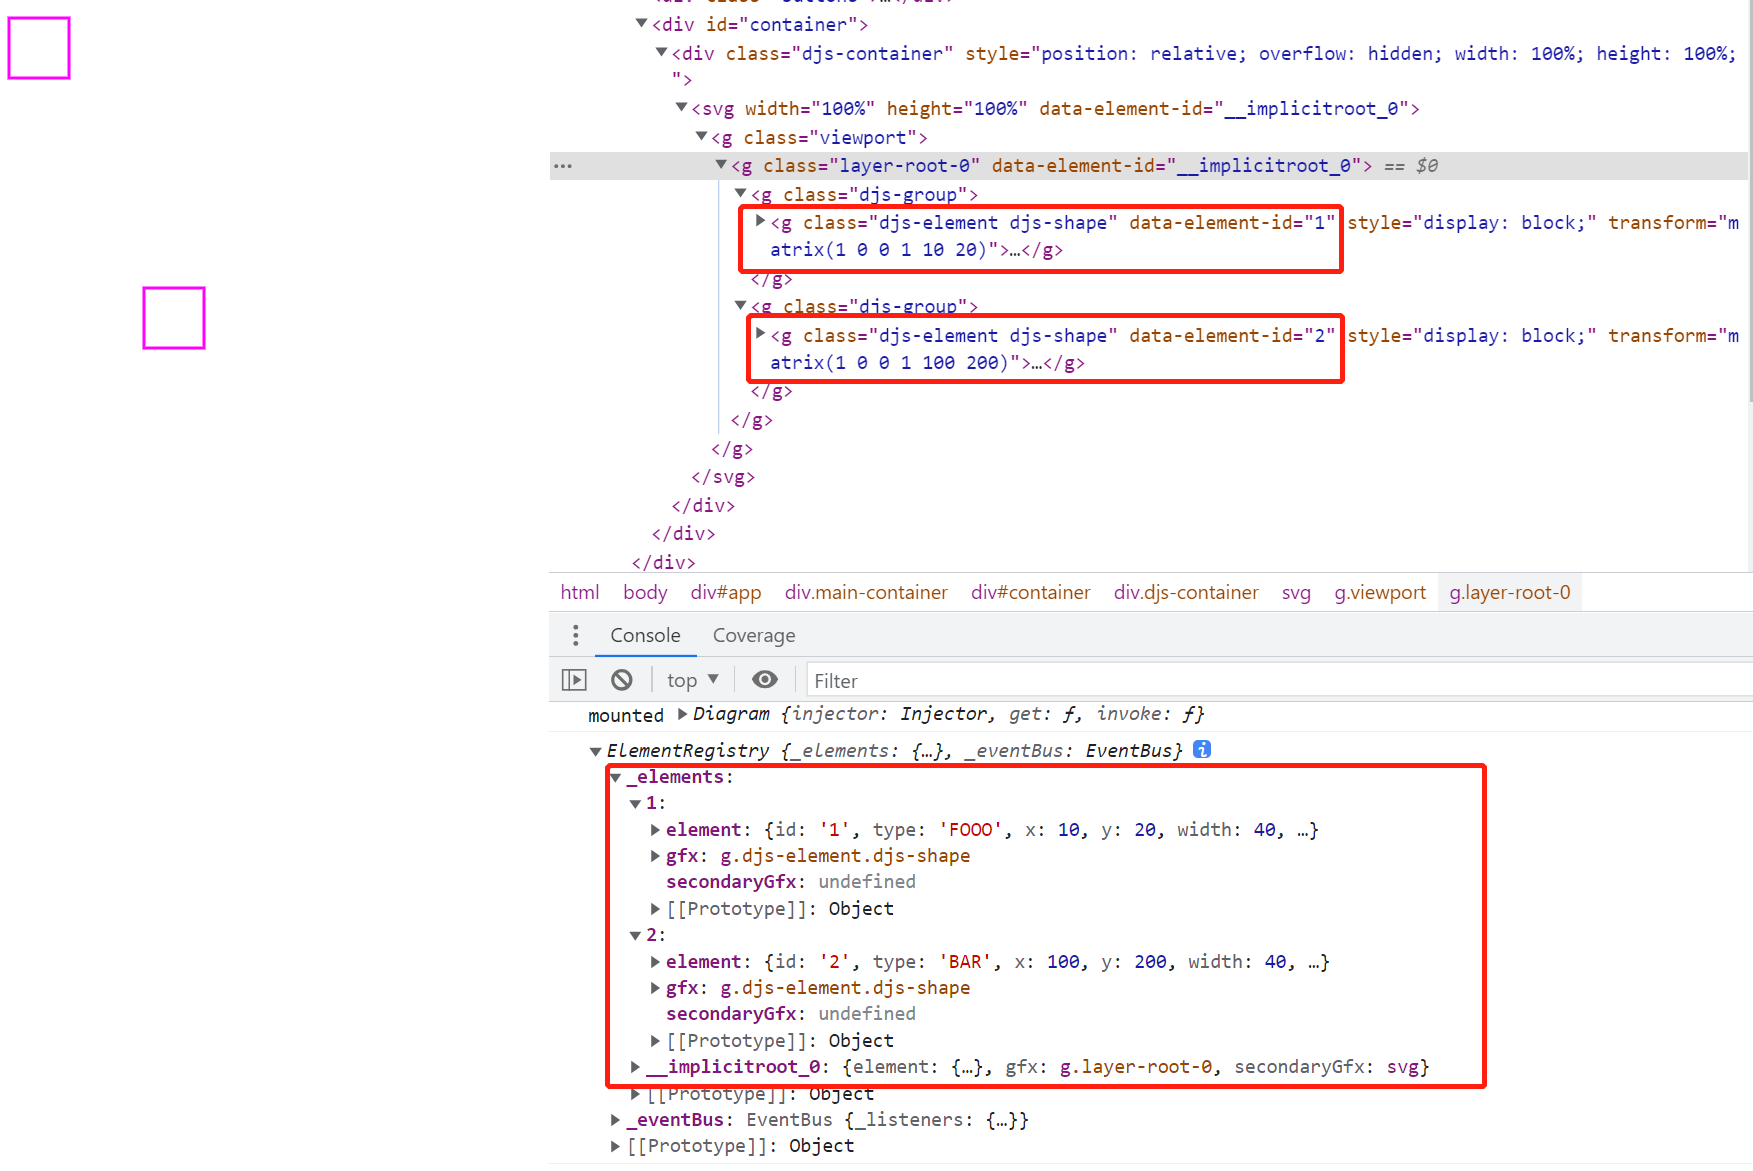 <div id="container">
<div class="djs-container" style="position: relative; overflow: hidden; width: 100%; height: 100%;
">
<svg width="100%" height="100%" data-element-id="__implicitroot_0">
<g class="viewport">
<g class="layer-root-0" data-element-id="__implicitroot_0"> == $0
<g class="djs-group">
<g class="djs-element djs-shape" data-element-id="1" style="display: block;" transform="m
atrix(1 0 0 1 10 20)">…</g>
</g>
<g class="djs-group">
<g class="djs-element djs-shape" data-element-id="2" style="display: block;" transform="m
atrix(1 0 0 1 100 200)">…</g>
</g>
</g>
</g>
</svg>
</div>
</div>
</div>
html body div#app div.main-container div#container div.djs-container svg g.viewport g.layer-root-0
Console Coverage
top Filter
mounted Diagram {injector: Injector, get: ƒ, invoke: ƒ}
ElementRegistry {_elements: {…}, _eventBus: EventBus} i
_elements:
1:
element: {id: '1', type: 'FOOO', x: 10, y: 20, width: 40, …}
gfx: g.djs-element.djs-shape
secondaryGfx: undefined
[[Prototype]]: Object
2:
element: {id: '2', type: 'BAR', x: 100, y: 200, width: 40, …}
gfx: g.djs-element.djs-shape
secondaryGfx: undefined
[[Prototype]]: Object
__implicitroot_0: {element: {…}, gfx: g.layer-root-0, secondaryGfx: svg}
[[Prototype]]: Object
_eventBus: EventBus {_listeners: {…}}
[[Prototype]]: Object